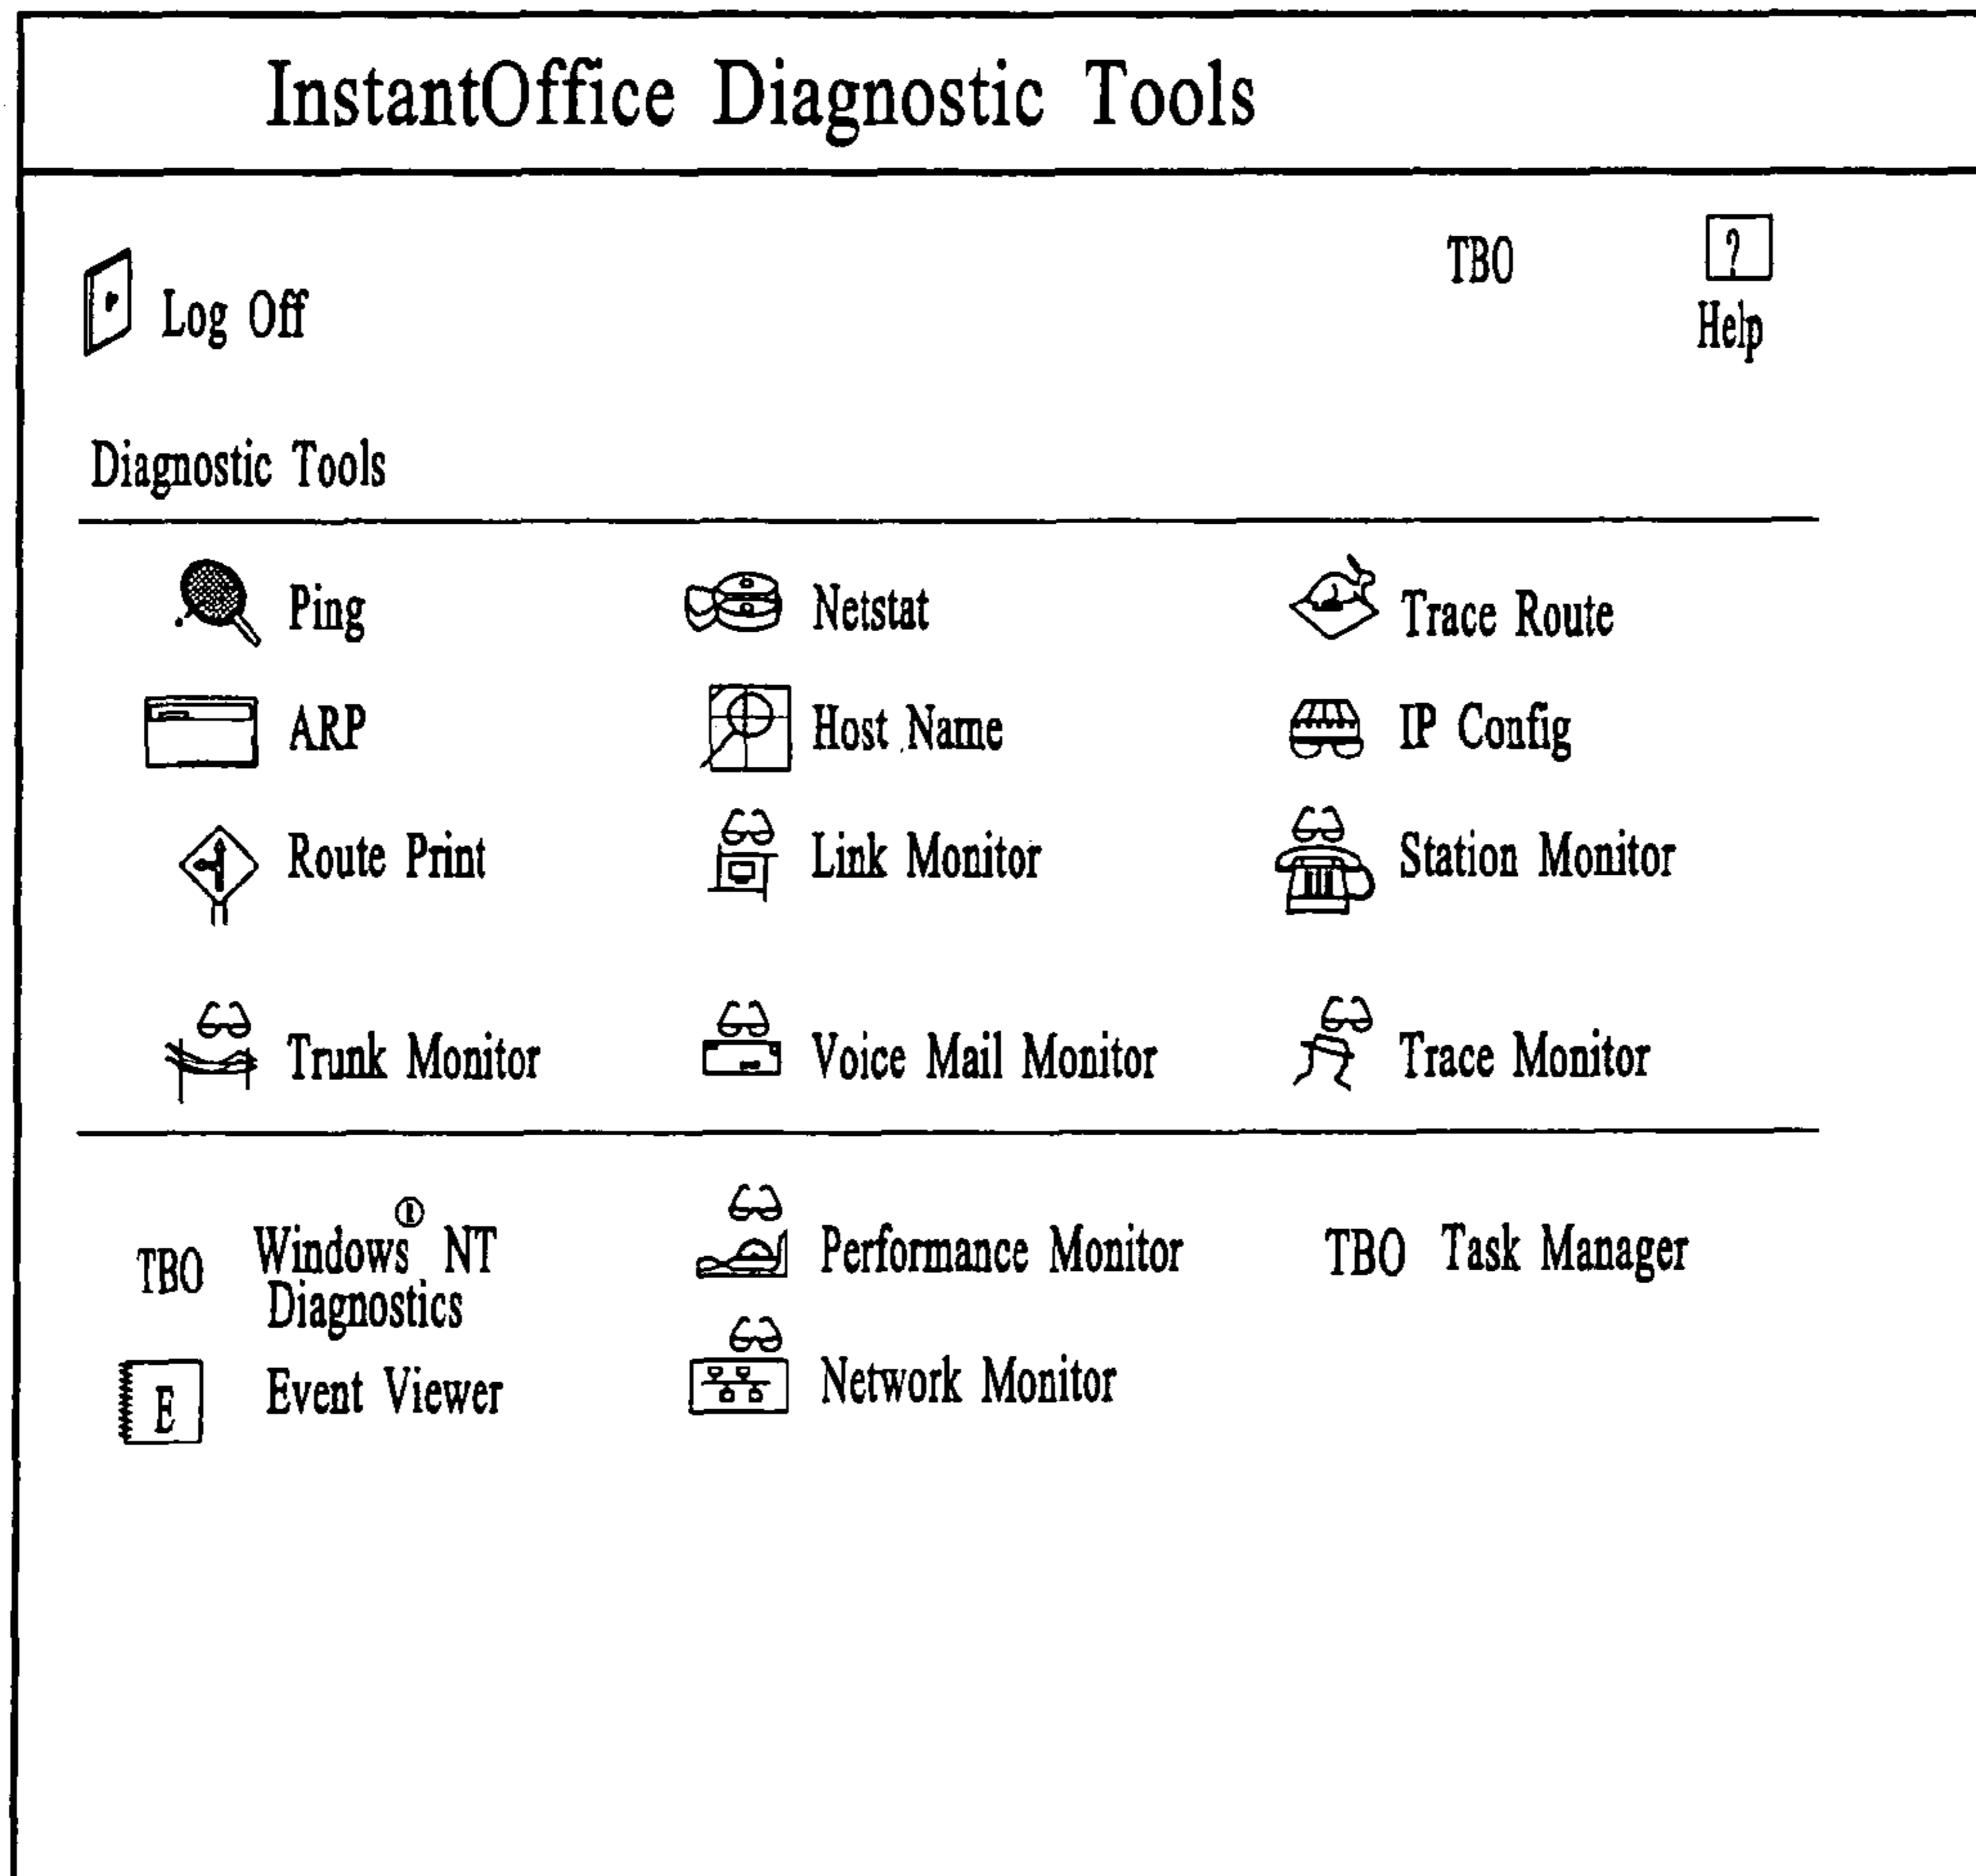 InstantOffice Diagnostic Tools
TBO ?
Log Off Help
Diagnostic Tools
Ping Netstat Trace Route
ARP Host Name IP Config
Route Print Link Monitor Station Monitor
Trunk Monitor Voice Mail Monitor Trace Monitor
TBO Windows® NT Performance Monitor TBO Task Manager
Diagnostics
E Event Viewer Network Monitor